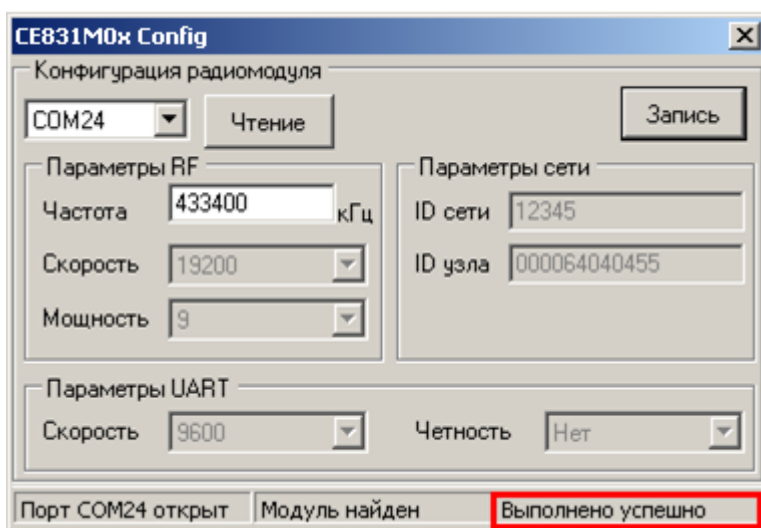 CE831M0x Config
Конфигурация радиомодуля
COM24
Чтение
Запись
Параметры RF
Частота 433400 кГц
Скорость 19200
Мощность 9
Параметры сети
ID сети 12345
ID узла 000064040455
Параметры UART
Скорость 9600 Четность Нет
Порт COM24 открыт Модуль найден Выполнено успешно